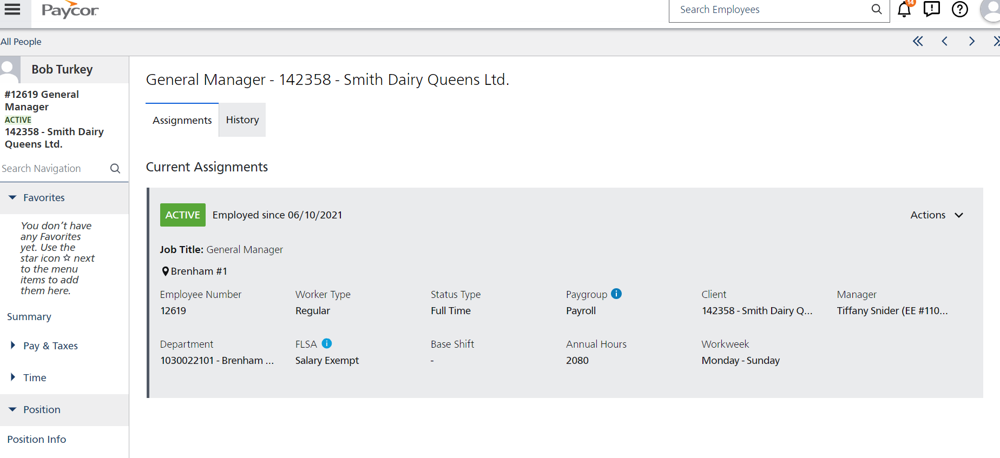 Paycor
Search Employees
14
All People
Bob Turkey
#12619 General
Manager
ACTIVE
142358 - Smith Dairy
Queens Ltd.
Search Navigation
Favorites
You don't have
any Favorites
yet. Use the
star icon ☆ next
to the menu
items to add
them here.
Summary
Pay & Taxes
Time
Position
Position Info
General Manager - 142358 - Smith Dairy Queens Ltd.
Assignments
History
Current Assignments
ACTIVE Employed since 06/10/2021
Actions
Job Title: General Manager
Brenham #1
Employee Number Worker Type Status Type Paygroup Client Manager
12619 Regular Full Time Payroll 142358 - Smith Dairy Q... Tiffany Snider (EE #110...
Department FLSA Base Shift Annual Hours Workweek
1030022101 - Brenham ... Salary Exempt - 2080 Monday - Sunday